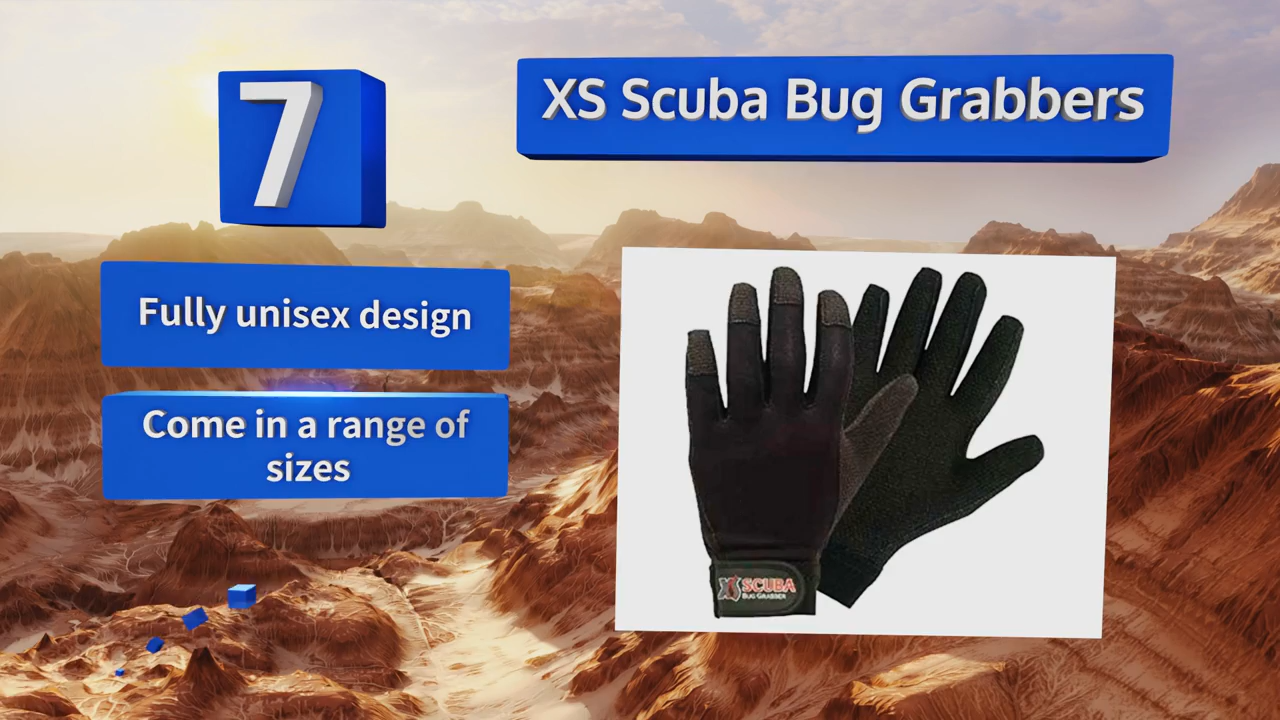 7
XS Scuba Bug Grabbers
Fully unisex design
Come in a range of
sizes
XS SCUBA
BUG GRABBER